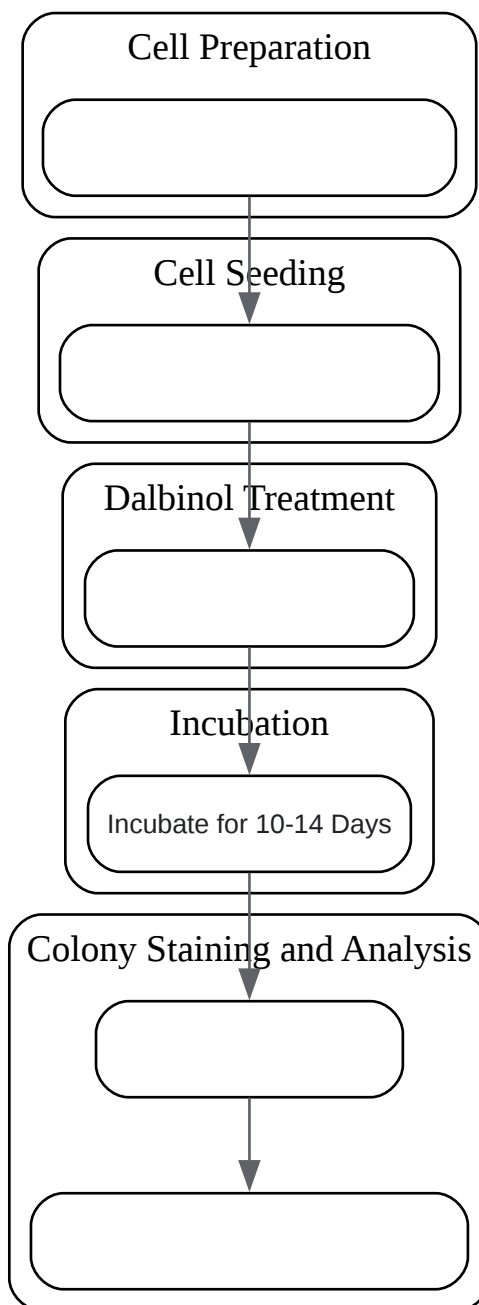 Cell Preparation
Cell Seeding
Dalbinol Treatment
Incubation
Incubate for 10-14 Days
Colony Staining and Analysis